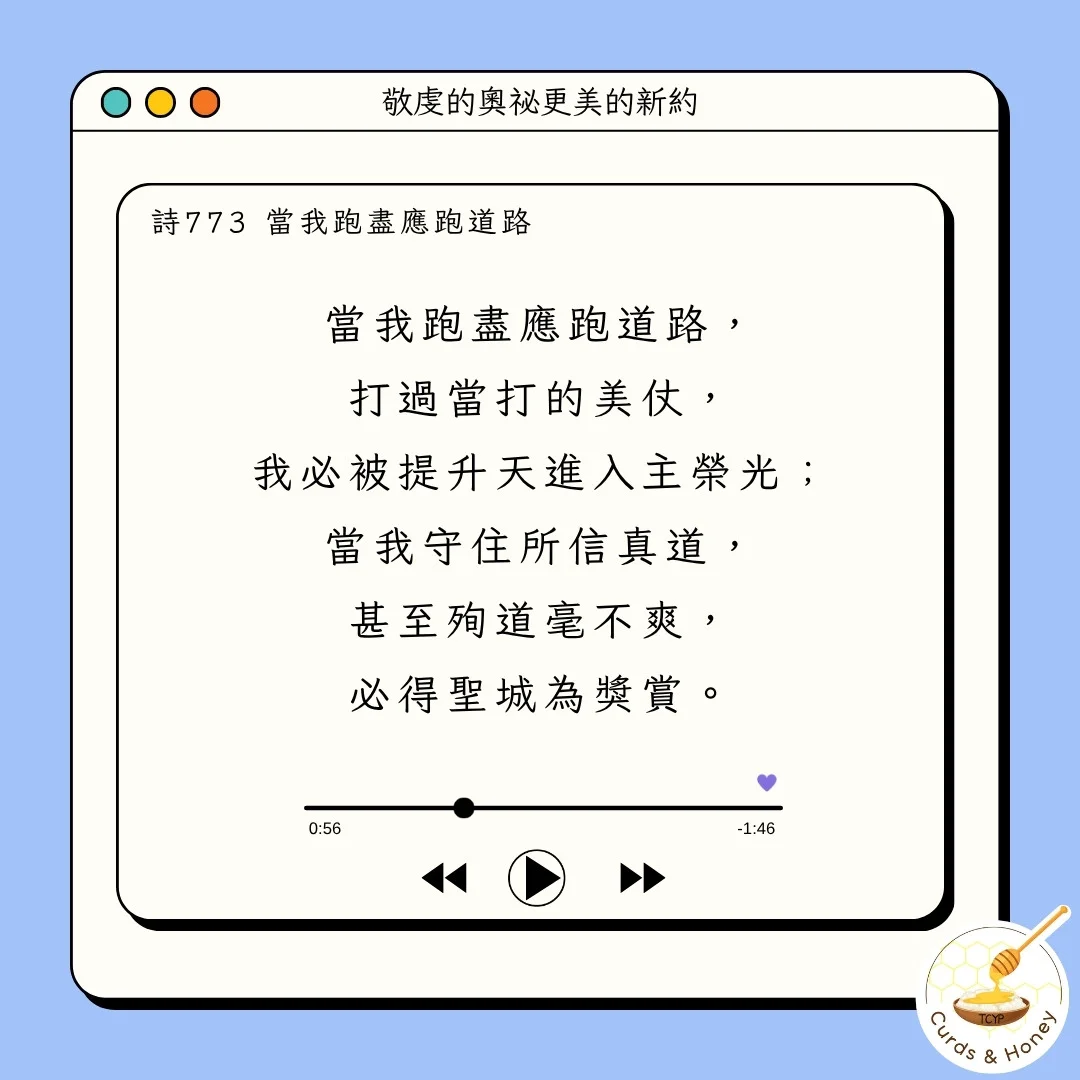 敬虔的奧祕更美的新約
詩773 當我跑盡應跑道路
當我跑盡應跑道路，
打過當打的美仗，
我必被提升天進入主榮光；
當我守住所信真道，
甚至殉道毫不爽，
必得聖城為獎賞。
0:56
-1:46
TCYP
Curds & Honey